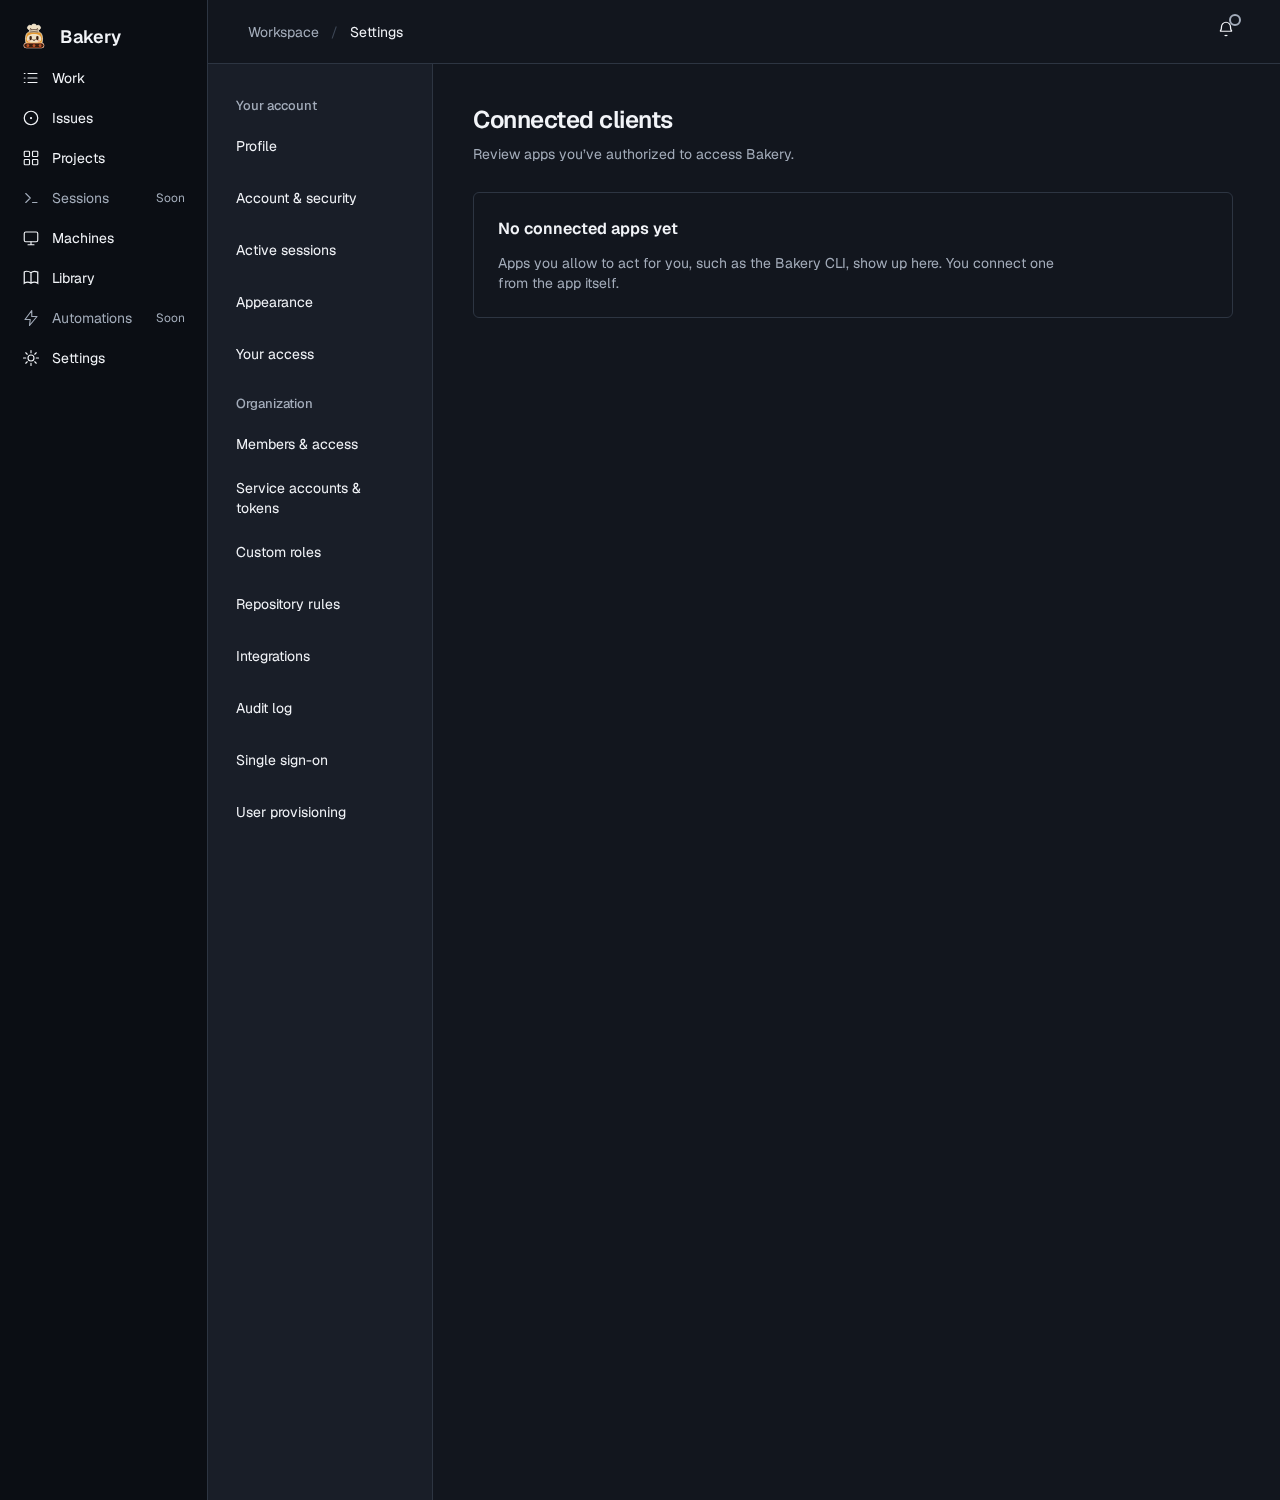 Bakery
Work
Issues
Projects
Sessions Soon
Machines
Library
Automations Soon
Settings
Workspace / Settings
Your account
Profile
Account & security
Active sessions
Appearance
Your access
Organization
Members & access
Service accounts &
tokens
Custom roles
Repository rules
Integrations
Audit log
Single sign-on
User provisioning
Connected clients
Review apps you've authorized to access Bakery.
No connected apps yet
Apps you allow to act for you, such as the Bakery CLI, show up here. You connect one
from the app itself.